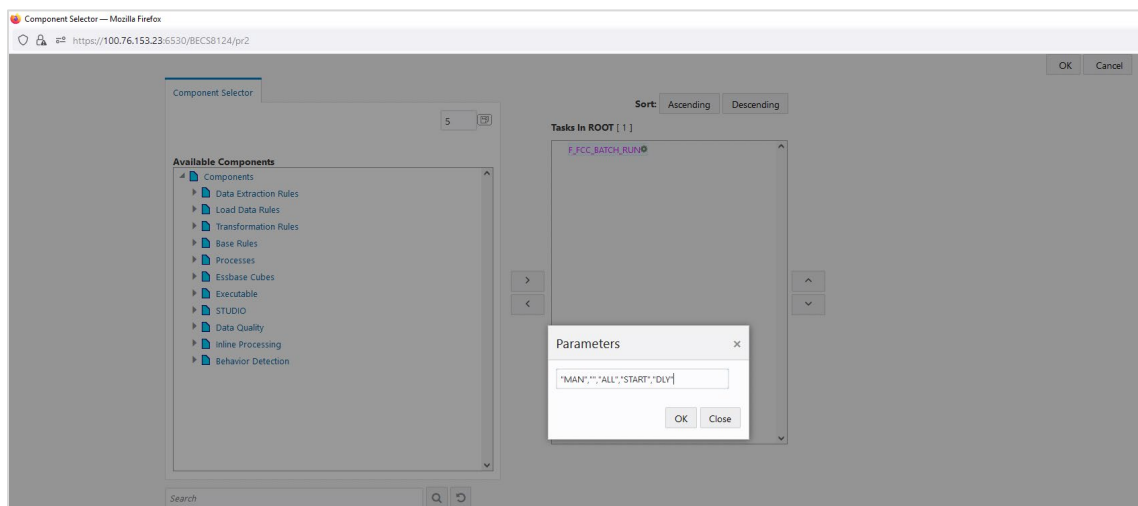 Component Selector — Mozilla Firefox
https://100.76.153.23:6530/BECS8124/pr2
OK Cancel
Component Selector
5
Sort: Ascending Descending
Tasks In ROOT [ 1 ]
F_FCC_BATCH_RUN
Available Components
Components
Data Extraction Rules
Load Data Rules
Transformation Rules
Base Rules
Processes
Essbase Cubes
Executable
STUDIO
Data Quality
Inline Processing
Behavior Detection
>
<
Parameters ×
"MAN","","ALL","START","DLY"
OK Close
Search